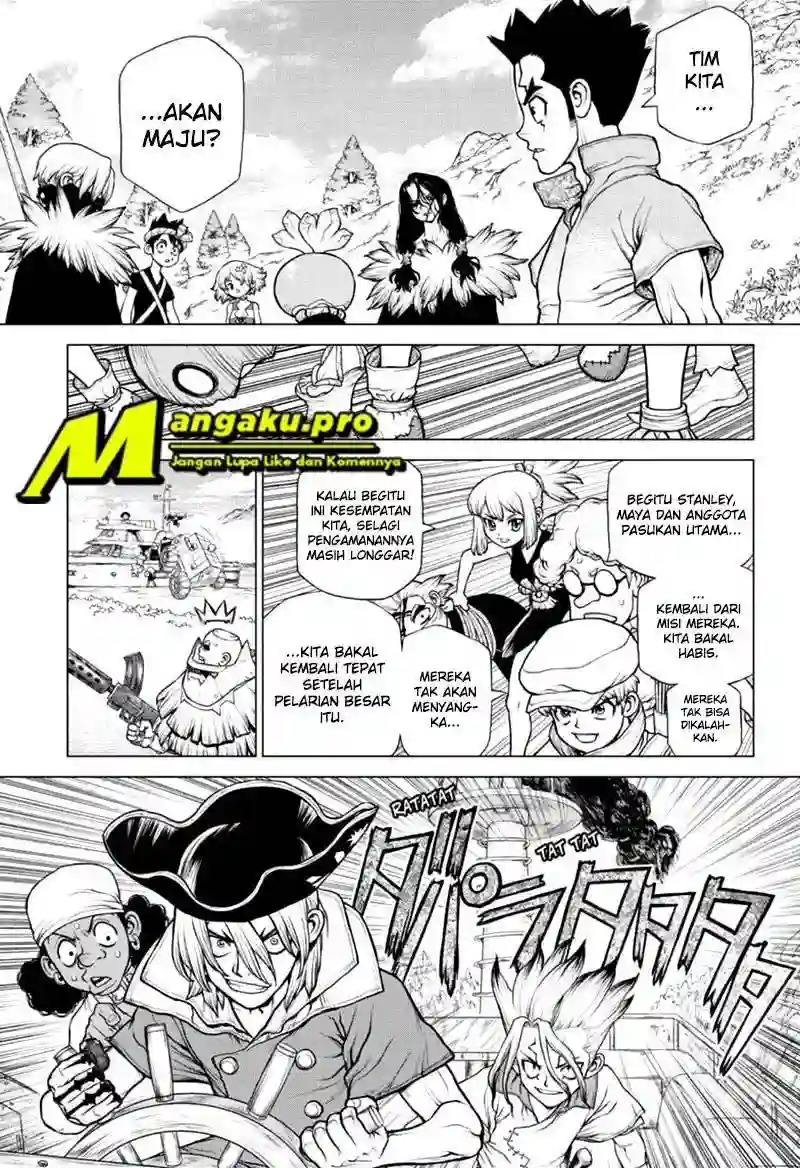 TIM
KITA
...
...AKAN
MAJU?
Mangaku.pro
Jangan Lupa Like dan Komennya
BEGITU STANLEY,
MAYA DAN ANGGOTA
PASUKAN UTAMA...
...
KEMBALI DARI
MISI MEREKA.
KITA BAKAL
HABIS.
MEREKA
TAK BISA
DIKALAH-
KAN.
KALAU BEGITU
INI KESEMPATAN
KITA, SELAGI
PENGAMANANNYA
MASIH LONGGAR!
MEREKA
TAK AKAN
MENYANG-
KA...
...KITA BAKAL
KEMBALI TEPAT
SETELAH
PELARIAN BESAR
ITU.
RATATAT
TAT TAT
ダパラタタタタ